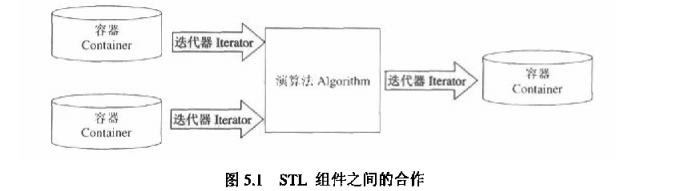 容器
Container
迭代器 Iterator
容器
Container
迭代器 Iterator
演算法 Algorithm
迭代器 Iterator
容器
Container
图 5.1 STL 组件之间的合作